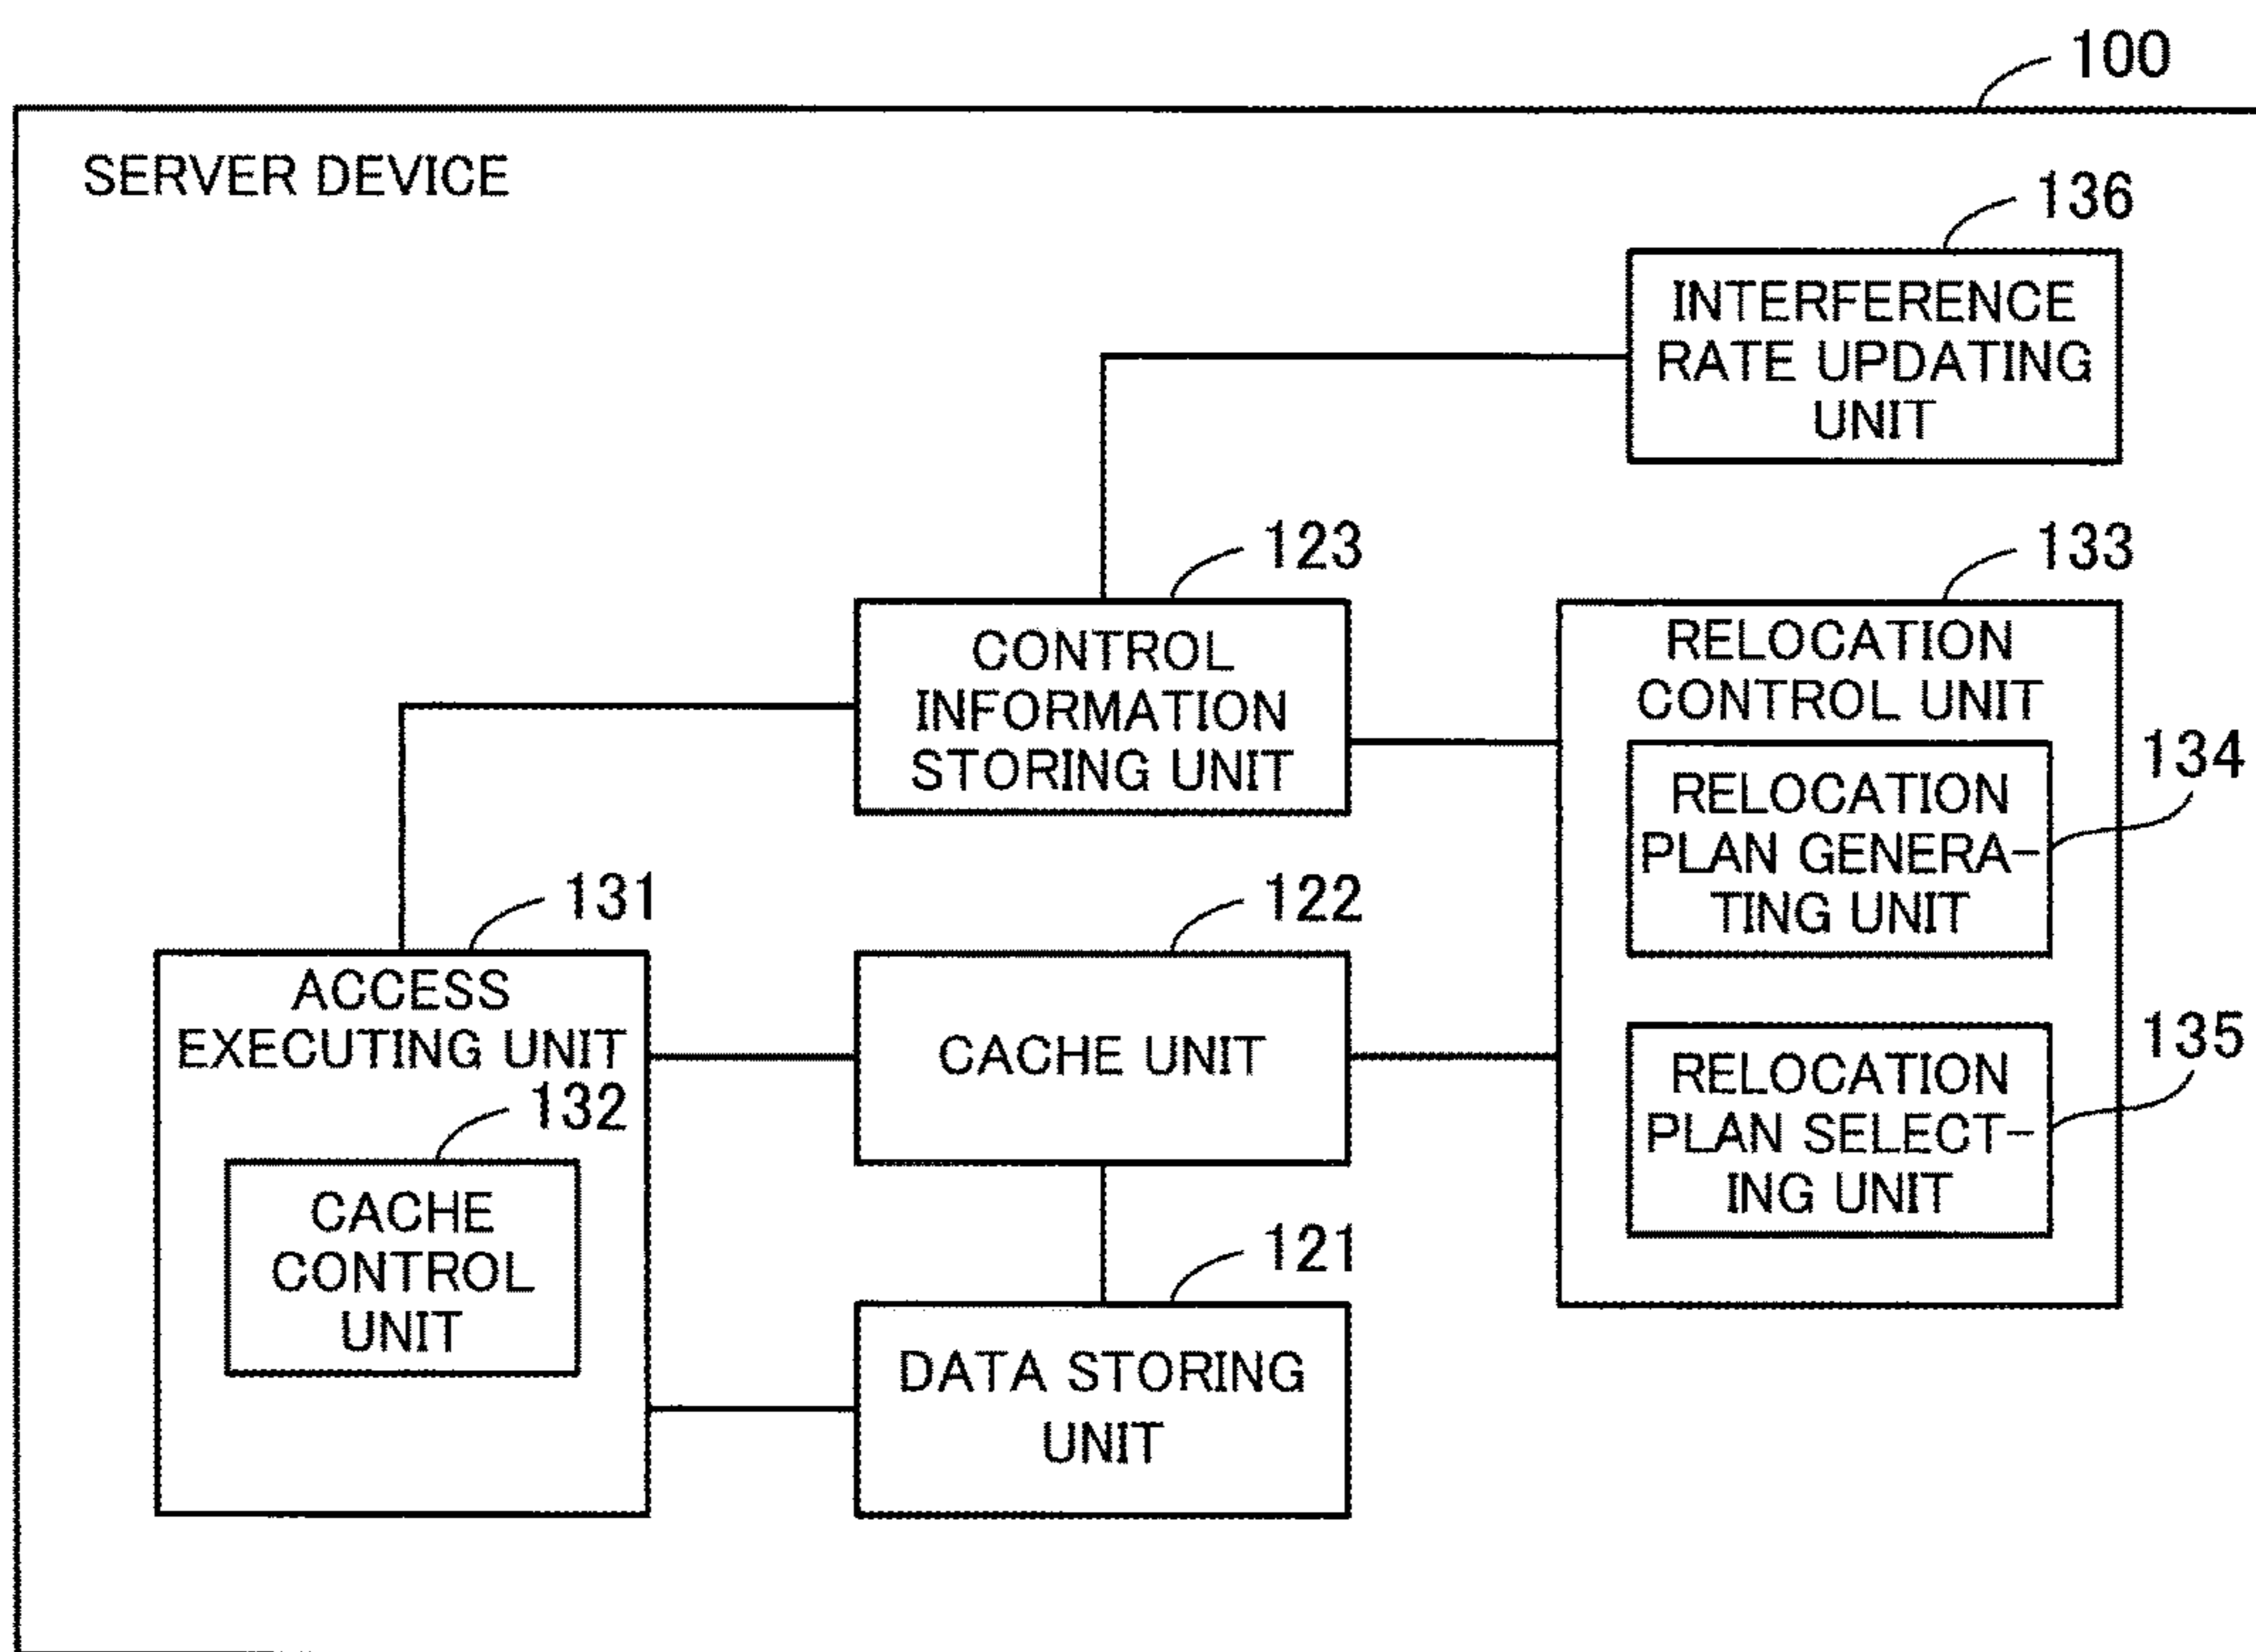 100
SERVER DEVICE
136
INTERFERENCE
RATE UPDATING
UNIT
123
CONTROL
INFORMATION
STORING UNIT
133
RELOCATION
CONTROL UNIT
134
RELOCATION
PLAN GENERA-
TING UNIT
131
ACCESS
EXECUTING UNIT
132
CACHE
CONTROL
UNIT
122
CACHE UNIT
135
RELOCATION
PLAN SELECT-
ING UNIT
121
DATA STORING
UNIT